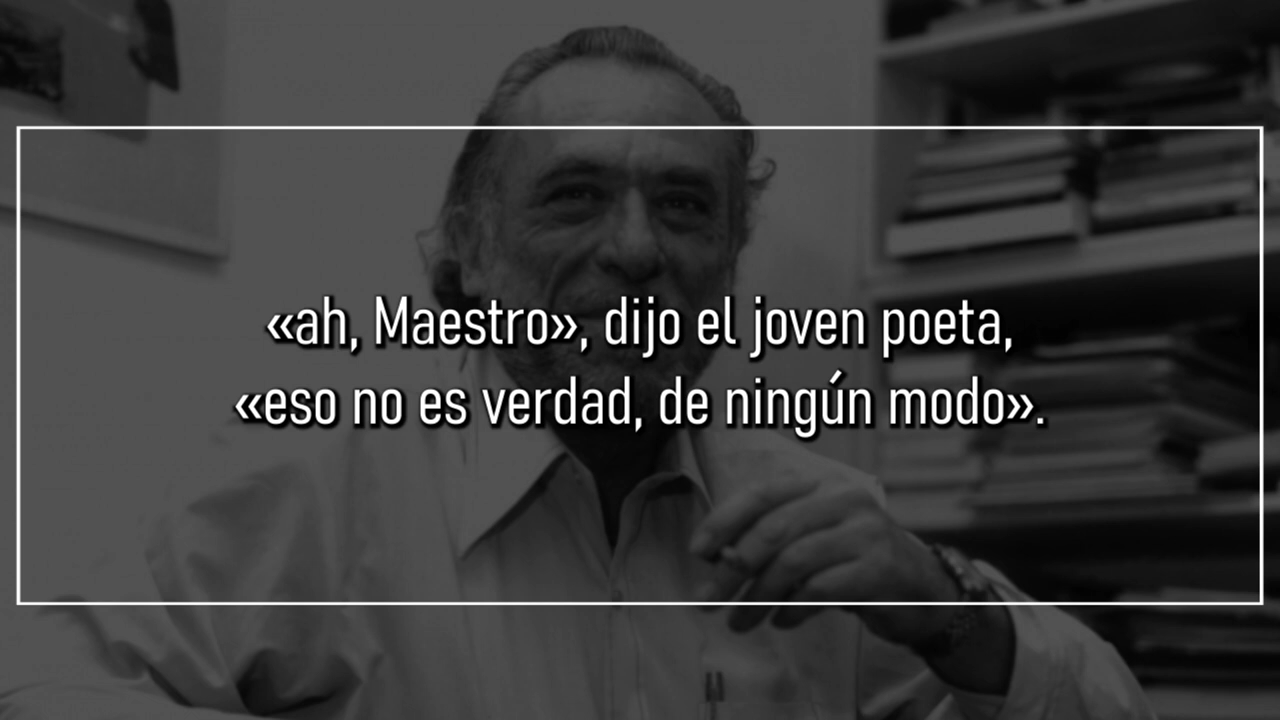 «ah, Maestro», dijo el joven poeta,
«eso no es verdad, de ningún modo».